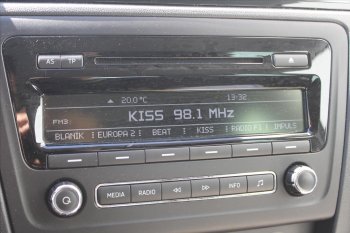 AS TP
20.0°C 13:32
KISS 98.1 MHz
FM3
BLANIK EUROPA 2 BEAT KISS RADIO F1 IMPULS
MEDIA RADIO INFO